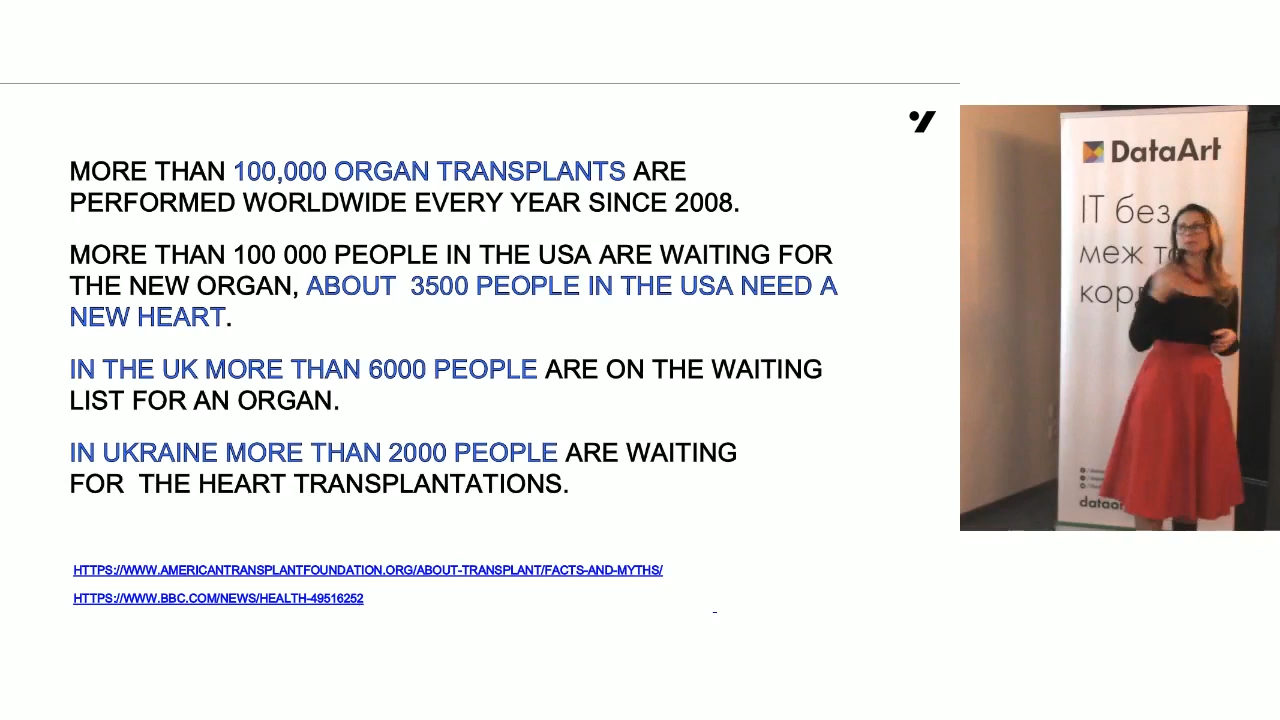 MORE THAN 100,000 ORGAN TRANSPLANTS ARE
PERFORMED WORLDWIDE EVERY YEAR SINCE 2008.
MORE THAN 100 000 PEOPLE IN THE USA ARE WAITING FOR
THE NEW ORGAN, ABOUT  3500 PEOPLE IN THE USA NEED A
NEW HEART.
IN THE UK MORE THAN 6000 PEOPLE ARE ON THE WAITING
LIST FOR AN ORGAN.
IN UKRAINE MORE THAN 2000 PEOPLE ARE WAITING
FOR  THE HEART TRANSPLANTATIONS.
HTTPS://WWW.AMERICANTRANSPLANTFOUNDATION.ORG/ABOUT-TRANSPLANT/FACTS-AND-MYTHS/
HTTPS://WWW.BBC.COM/NEWS/HEALTH-49516252
DataArt
IT без
меж